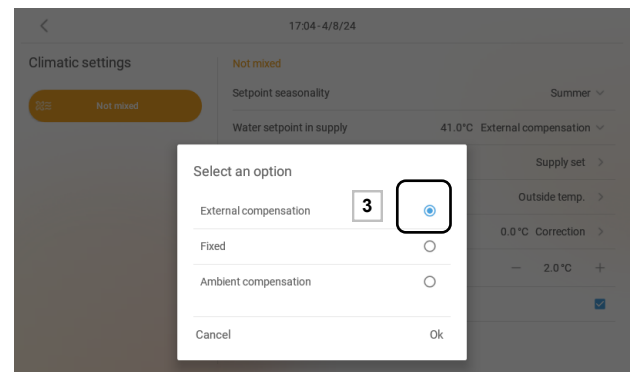 17:04-4/8/24
Climatic settings
Not mixed
Not mixed
Setpoint seasonality Summer
Water setpoint in supply 41.0°C External compensation
Supply set
Outside temp.
0.0°C Correction
— 2.0°C +
Select an option
External compensation 3
Fixed
Ambient compensation
Cancel Ok